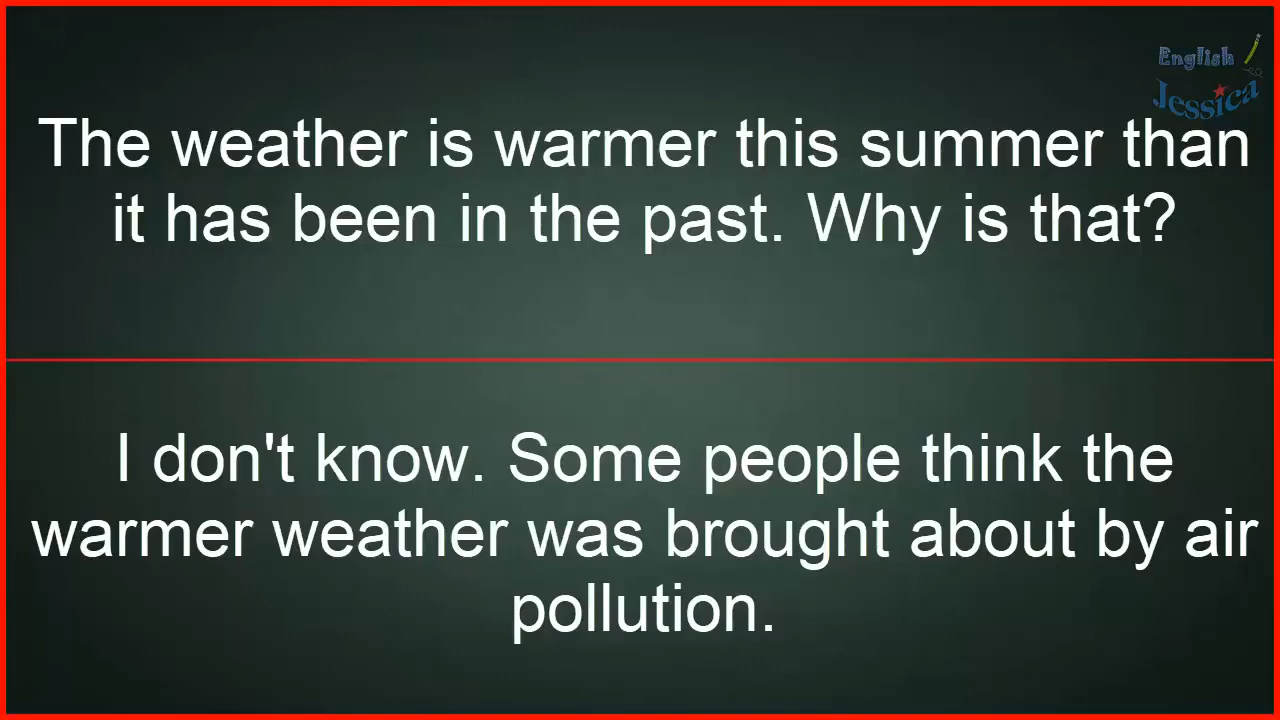 English
Jessica
The weather is warmer this summer than
it has been in the past. Why is that?
I don't know. Some people think the
warmer weather was brought about by air
pollution.